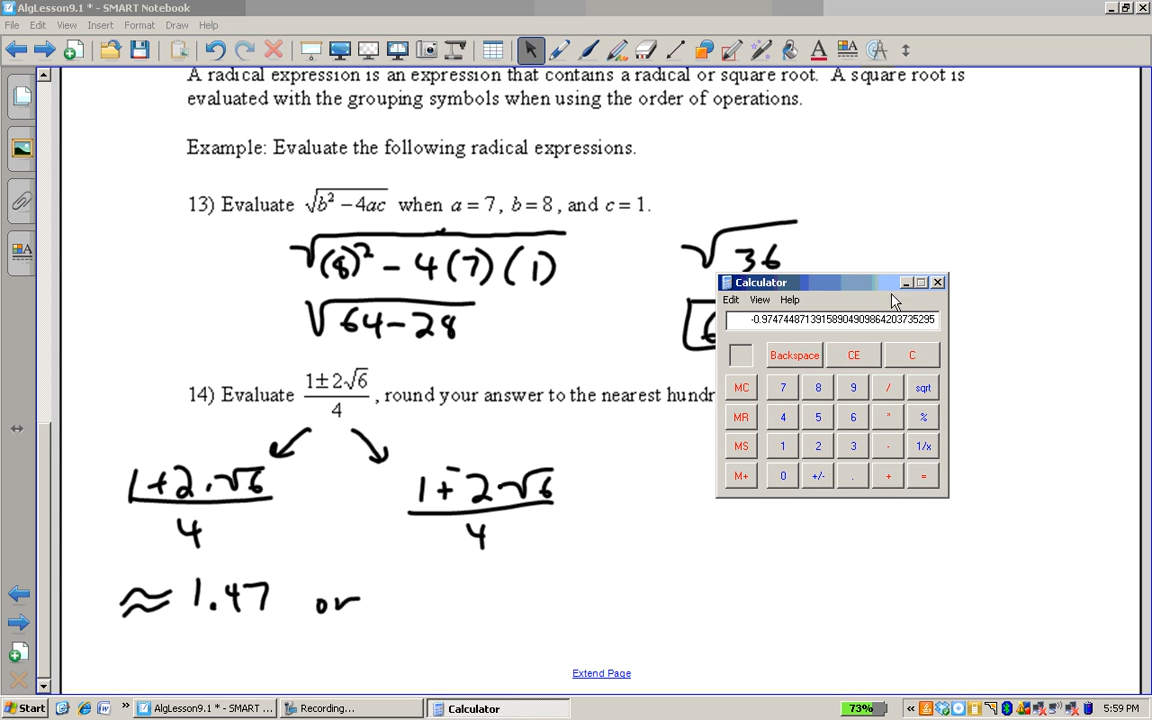 AlgLesson9.1 * - SMART Notebook
File Edit View Insert Format Draw Help
A radical expression is an expression that contains a radical or square root. A square root is
evaluated with the grouping symbols when using the order of operations.
Example: Evaluate the following radical expressions.
13) Evaluate √(b² − 4ac) when a = 7, b = 8, and c = 1.
√((8)² − 4(7)(1)) √36
√(64 − 28)
14) Evaluate (1 ± 2√6)/4, round your answer to the nearest hundr
(1 + 2·√6)/4 (1 + ⁻2·√6)/4
≈ 1.47 or
Extend Page
Calculator
Edit View Help
-0.97474487139158904909864203735295
Backspace CE C
MC 7 8 9 / sqrt
MR 4 5 6 * %
MS 1 2 3 - 1/x
M+ 0 +/- . + =
Start » AlgLesson9.1 * - SMART ... Recording... Calculator 73% « 5:59 PM